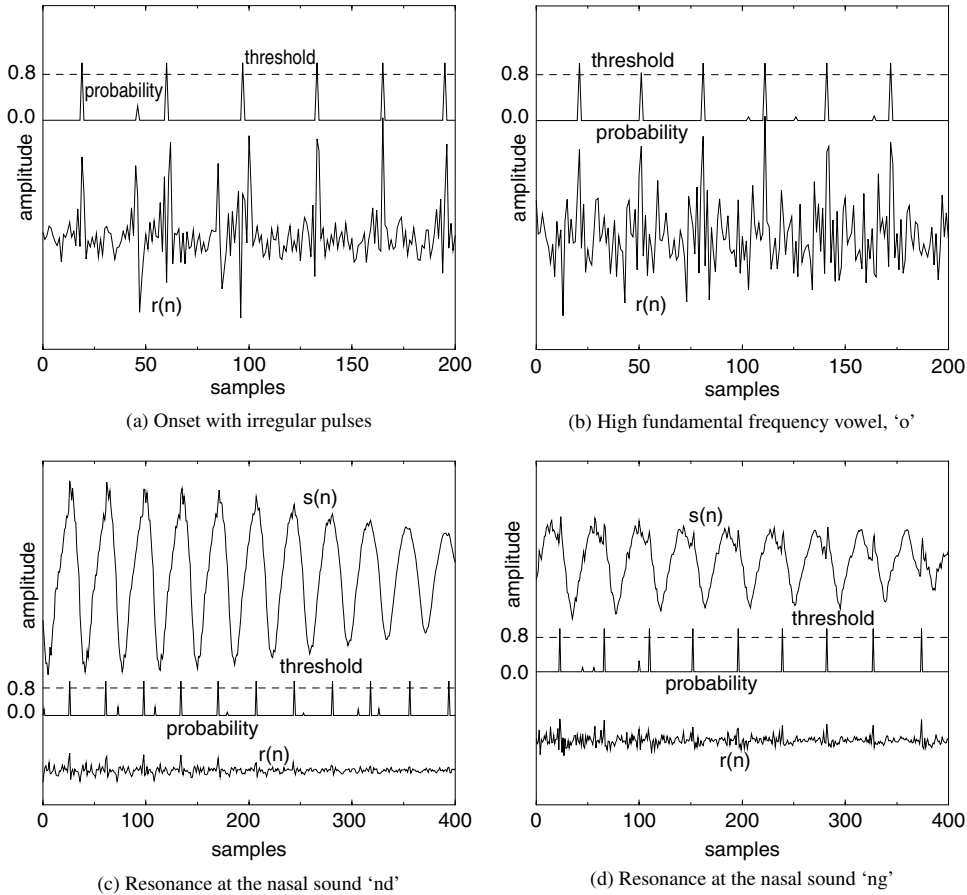 threshold
0.8
probability
0.0
amplitude
r(n)
0 50 100 150 200
samples
(a) Onset with irregular pulses
threshold
0.8
0.0
probability
amplitude
r(n)
0 50 100 150 200
samples
(b) High fundamental frequency vowel, ‘o’
s(n)
amplitude
threshold
0.8
0.0
probability
r(n)
0 100 200 300 400
samples
(c) Resonance at the nasal sound ‘nd’
s(n)
amplitude
threshold
0.8
0.0
probability
r(n)
0 100 200 300 400
samples
(d) Resonance at the nasal sound ‘ng’